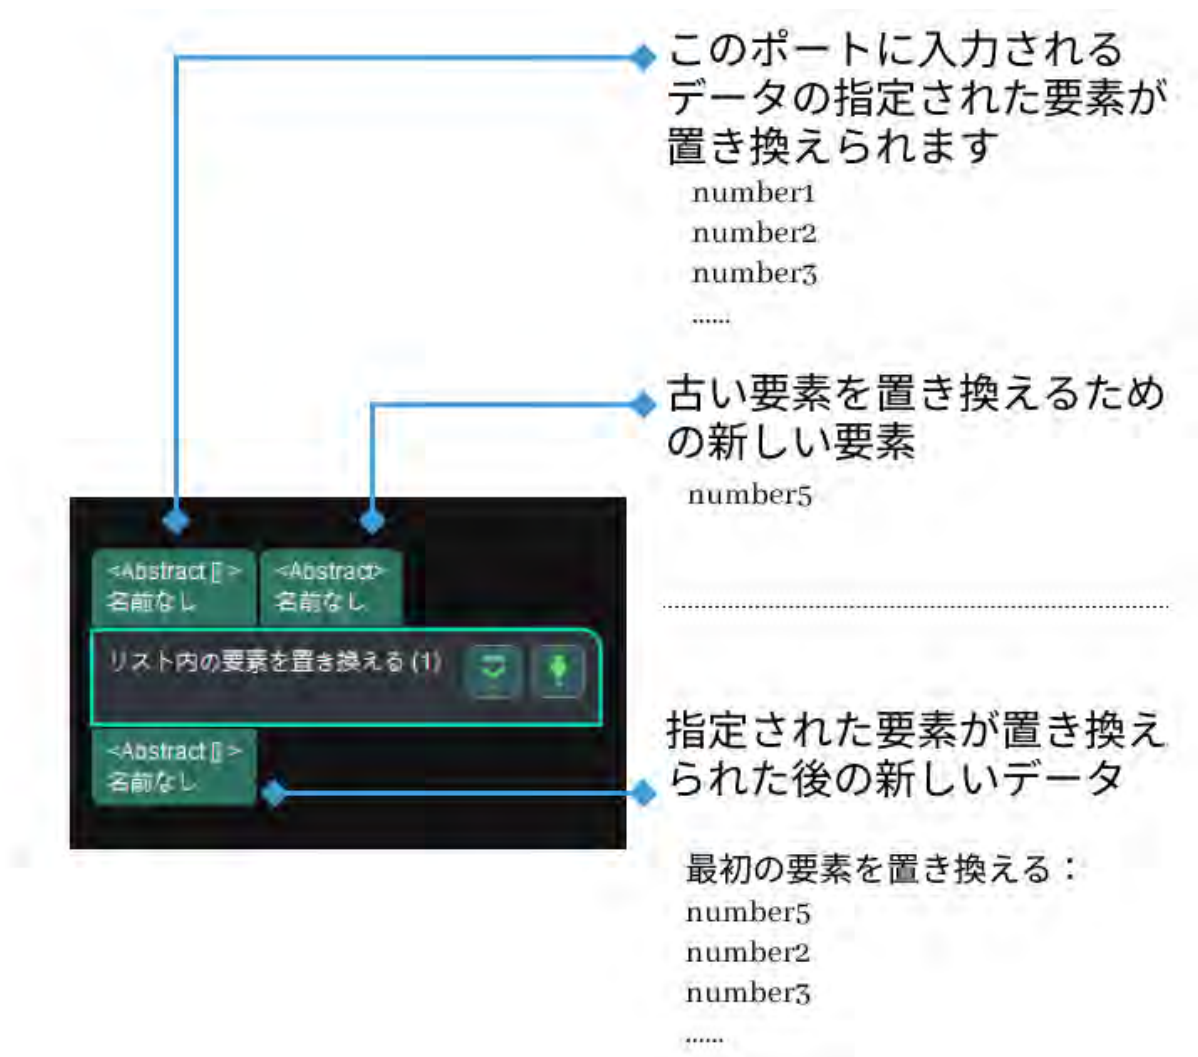 このポートに入力される
データの指定された要素が
置き換えられます
number1
number2
number3
......
古い要素を置き換えるため
の新しい要素
number5
<Abstract [] >
名前なし
<Abstract>
名前なし
リスト内の要素を置き換える (1)
<Abstract [] >
名前なし
指定された要素が置き換え
られた後の新しいデータ
最初の要素を置き換える：
number5
number2
number3
......